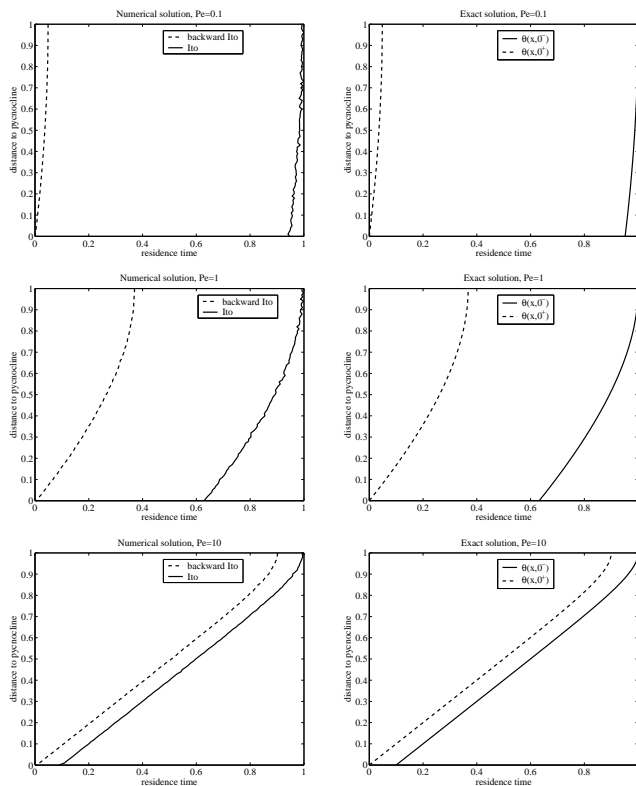 Numerical solution, Pe=0.1
backward Ito
Ito
distance to pycnocline
1
0.9
0.8
0.7
0.6
0.5
0.4
0.3
0.2
0.1
0
0 0.2 0.4 0.6 0.8 1
residence time
Exact solution, Pe=0.1
θ(x,0⁻)
θ(x,0⁺)
distance to pycnocline
1
0.9
0.8
0.7
0.6
0.5
0.4
0.3
0.2
0.1
0
0 0.2 0.4 0.6 0.8
residence time
Numerical solution, Pe=1
backward Ito
Ito
distance to pycnocline
1
0.9
0.8
0.7
0.6
0.5
0.4
0.3
0.2
0.1
0
0 0.2 0.4 0.6 0.8 1
residence time
Exact solution, Pe=1
θ(x,0⁻)
θ(x,0⁺)
distance to pycnocline
1
0.9
0.8
0.7
0.6
0.5
0.4
0.3
0.2
0.1
0
0 0.2 0.4 0.6 0.8
residence time
Numerical solution, Pe=10
backward Ito
Ito
distance to pycnocline
1
0.9
0.8
0.7
0.6
0.5
0.4
0.3
0.2
0.1
0
0 0.2 0.4 0.6 0.8 1
residence time
Exact solution, Pe=10
θ(x,0⁻)
θ(x,0⁺)
distance to pycnocline
1
0.9
0.8
0.7
0.6
0.5
0.4
0.3
0.2
0.1
0
0 0.2 0.4 0.6 0.8
residence time